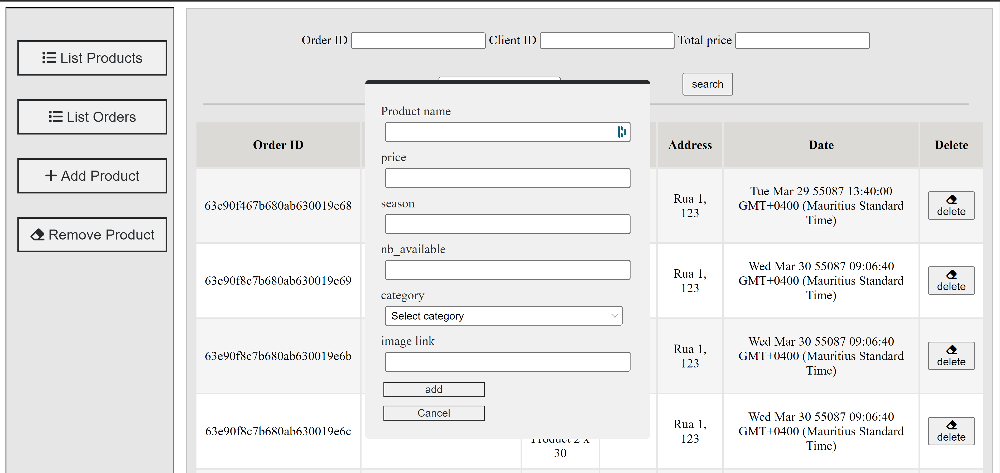 List Products
List Orders
Add Product
Remove Product
Order ID
Client ID
Total price
search
Product name
price
season
nb_available
category
Select category
image link
add
Cancel
Order ID
Address
Date
Delete
63e90f467b680ab630019e68
Rua 1,
123
Tue Mar 29 55087 13:40:00
GMT+0400 (Mauritius Standard
Time)
delete
63e90f8c7b680ab630019e69
Rua 1,
123
Wed Mar 30 55087 09:06:40
GMT+0400 (Mauritius Standard
Time)
delete
63e90f8c7b680ab630019e6b
Rua 1,
123
Wed Mar 30 55087 09:06:40
GMT+0400 (Mauritius Standard
Time)
delete
63e90f8c7b680ab630019e6c
Product 2 x
30
Rua 1,
123
Wed Mar 30 55087 09:06:40
GMT+0400 (Mauritius Standard
Time)
delete